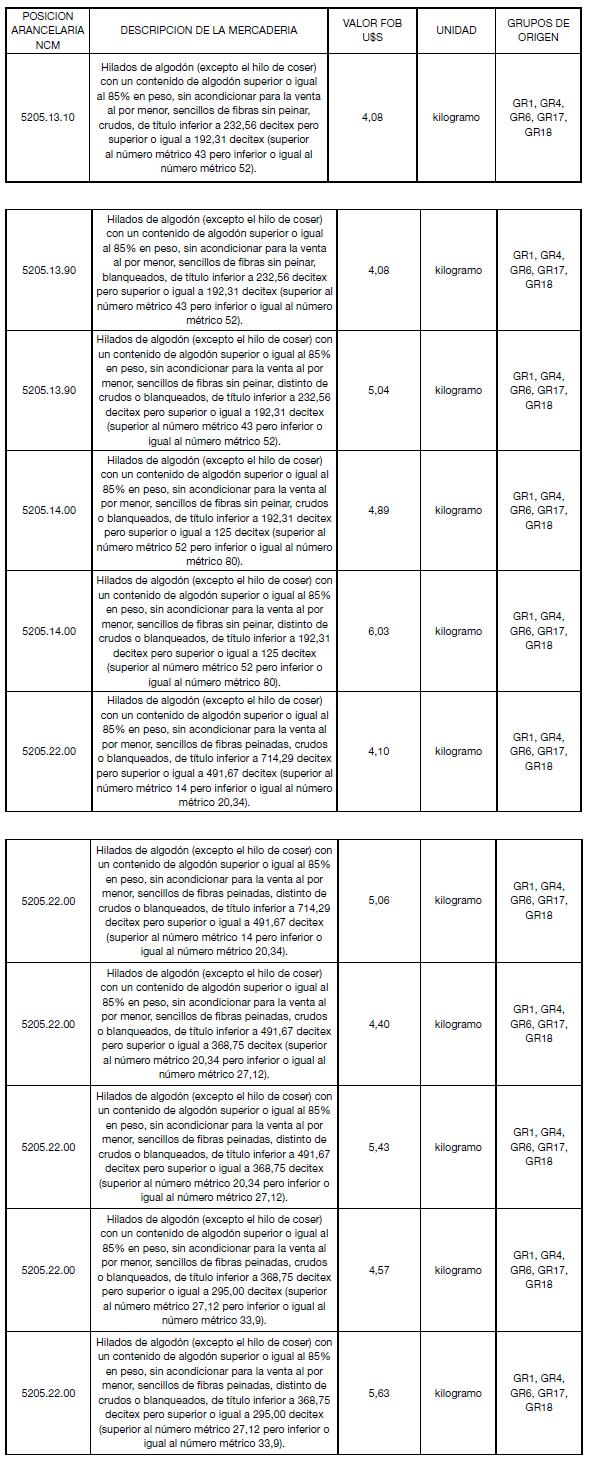 POSICION
ARANCELARIA
NCM
DESCRIPCION DE LA MERCADERIA
VALOR FOB
U$S
UNIDAD
GRUPOS DE
ORIGEN
5205.13.10
Hilados de algodón (excepto el hilo de coser)
con un contenido de algodón superior o igual
al 85% en peso, sin acondicionar para la venta
al por menor, sencillos de fibras sin peinar,
crudos, de título inferior a 232,56 decitex pero
superior o igual a 192,31 decitex (superior
al número métrico 43 pero inferior o igual al
número métrico 52).
4,08
kilogramo
GR1, GR4,
GR6, GR17,
GR18
5205.13.90
Hilados de algodón (excepto el hilo de coser)
con un contenido de algodón superior o igual
al 85% en peso, sin acondicionar para la venta
al por menor, sencillos de fibras sin peinar,
blanqueados, de título inferior a 232,56 decitex
pero superior o igual a 192,31 decitex (superior al
número métrico 43 pero inferior o igual al número
métrico 52).
4,08
kilogramo
GR1, GR4,
GR6, GR17,
GR18
5205.13.90
Hilados de algodón (excepto el hilo de coser) con
un contenido de algodón superior o igual al 85%
en peso, sin acondicionar para la venta al por
menor, sencillos de fibras sin peinar, distinto de
crudos o blanqueados, de título inferior a 232,56
decitex pero superior o igual a 192,31 decitex
(superior al número métrico 43 pero inferior o
igual al número métrico 52).
5,04
kilogramo
GR1, GR4,
GR6, GR17,
GR18
5205.14.00
Hilados de algodón (excepto el hilo de coser)
con un contenido de algodón superior o igual al
85% en peso, sin acondicionar para la venta al
por menor, sencillos de fibras sin peinar, crudos
o blanqueados, de título inferior a 192,31 decitex
pero superior o igual a 125 decitex (superior al
número métrico 52 pero inferior o igual al número
métrico 80).
4,89
kilogramo
GR1, GR4,
GR6, GR17,
GR18
5205.14.00
Hilados de algodón (excepto el hilo de coser) con
un contenido de algodón superior o igual al 85%
en peso, sin acondicionar para la venta al por
menor, sencillos de fibras sin peinar, distinto de
crudos o blanqueados, de título inferior a 192,31
decitex pero superior o igual a 125 decitex
(superior al número métrico 52 pero inferior o
igual al número métrico 80).
6,03
kilogramo
GR1, GR4,
GR6, GR17,
GR18
5205.22.00
Hilados de algodón (excepto el hilo de coser)
con un contenido de algodón superior o igual al
85% en peso, sin acondicionar para la venta al
por menor, sencillos de fibras peinadas, crudos
o blanqueados, de título inferior a 714,29 decitex
pero superior o igual a 491,67 decitex (superior al
número métrico 14 pero inferior o igual al número
métrico 20,34).
4,10
kilogramo
GR1, GR4,
GR6, GR17,
GR18
5205.22.00
Hilados de algodón (excepto el hilo de coser) con
un contenido de algodón superior o igual al 85%
en peso, sin acondicionar para la venta al por
menor, sencillos de fibras peinadas, distinto de
crudos o blanqueados, de título inferior a 714,29
decitex pero superior o igual a 491,67 decitex
(superior al número métrico 14 pero inferior o
igual al número métrico 20,34).
5,06
kilogramo
GR1, GR4,
GR6, GR17,
GR18
5205.22.00
Hilados de algodón (excepto el hilo de coser)
con un contenido de algodón superior o igual al
85% en peso, sin acondicionar para la venta al
por menor, sencillos de fibras peinadas, crudos
o blanqueados, de título inferior a 491,67 decitex
pero superior o igual a 368,75 decitex (superior
al número métrico 20,34 pero inferior o igual al
número métrico 27,12).
4,40
kilogramo
GR1, GR4,
GR6, GR17,
GR18
5205.22.00
Hilados de algodón (excepto el hilo de coser) con
un contenido de algodón superior o igual al 85%
en peso, sin acondicionar para la venta al por
menor, sencillos de fibras peinadas, distinto de
crudos o blanqueados, de título inferior a 491,67
decitex pero superior o igual a 368,75 decitex
(superior al número métrico 20,34 pero inferior o
igual al número métrico 27,12).
5,43
kilogramo
GR1, GR4,
GR6, GR17,
GR18
5205.22.00
Hilados de algodón (excepto el hilo de coser)
con un contenido de algodón superior o igual al
85% en peso, sin acondicionar para la venta al
por menor, sencillos de fibras peinadas, crudos
o blanqueados, de título inferior a 368,75 decitex
pero superior o igual a 295,00 decitex (superior
al número métrico 27,12 pero inferior o igual al
número métrico 33,9).
4,57
kilogramo
GR1, GR4,
GR6, GR17,
GR18
5205.22.00
Hilados de algodón (excepto el hilo de coser) con
un contenido de algodón superior o igual al 85%
en peso, sin acondicionar para la venta al por
menor, sencillos de fibras peinadas, distinto de
crudos o blanqueados, de título inferior a 368,75
decitex pero superior o igual a 295,00 decitex
(superior al número métrico 27,12 pero inferior o
igual al número métrico 33,9).
5,63
kilogramo
GR1, GR4,
GR6, GR17,
GR18